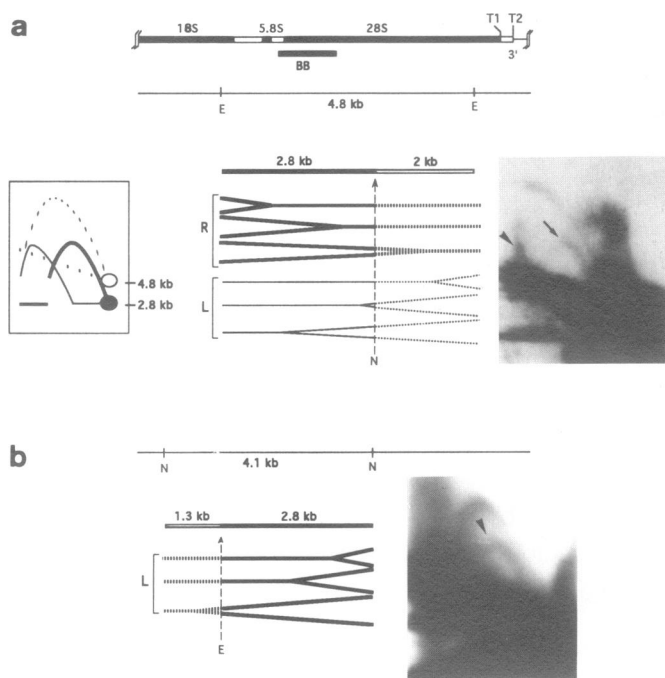 a
18S 5.8S 28S T1 T2
3'
BB
E 4.8 kb E
2.8 kb 2 kb
R
4.8 kb
2.8 kb
L
N
b
N 4.1 kb N
1.3 kb 2.8 kb
L
E